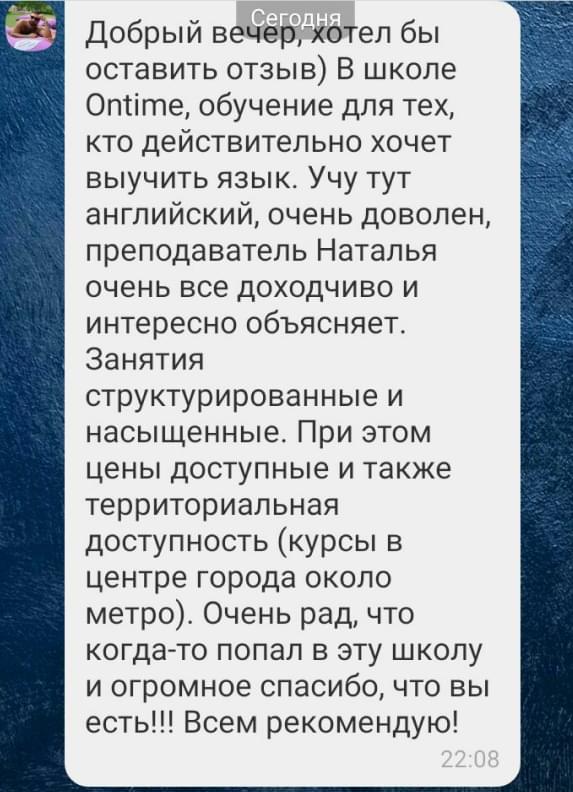 Сегодня
Добрый вечер, хотел бы
оставить отзыв) В школе
Ontime, обучение для тех,
кто действительно хочет
выучить язык. Учу тут
английский, очень доволен,
преподаватель Наталья
очень все доходчиво и
интересно объясняет.
Занятия
структурированные и
насыщенные. При этом
цены доступные и также
территориальная
доступность (курсы в
центре города около
метро). Очень рад, что
когда-то попал в эту школу
и огромное спасибо, что вы
есть!!! Всем рекомендую!
22:08